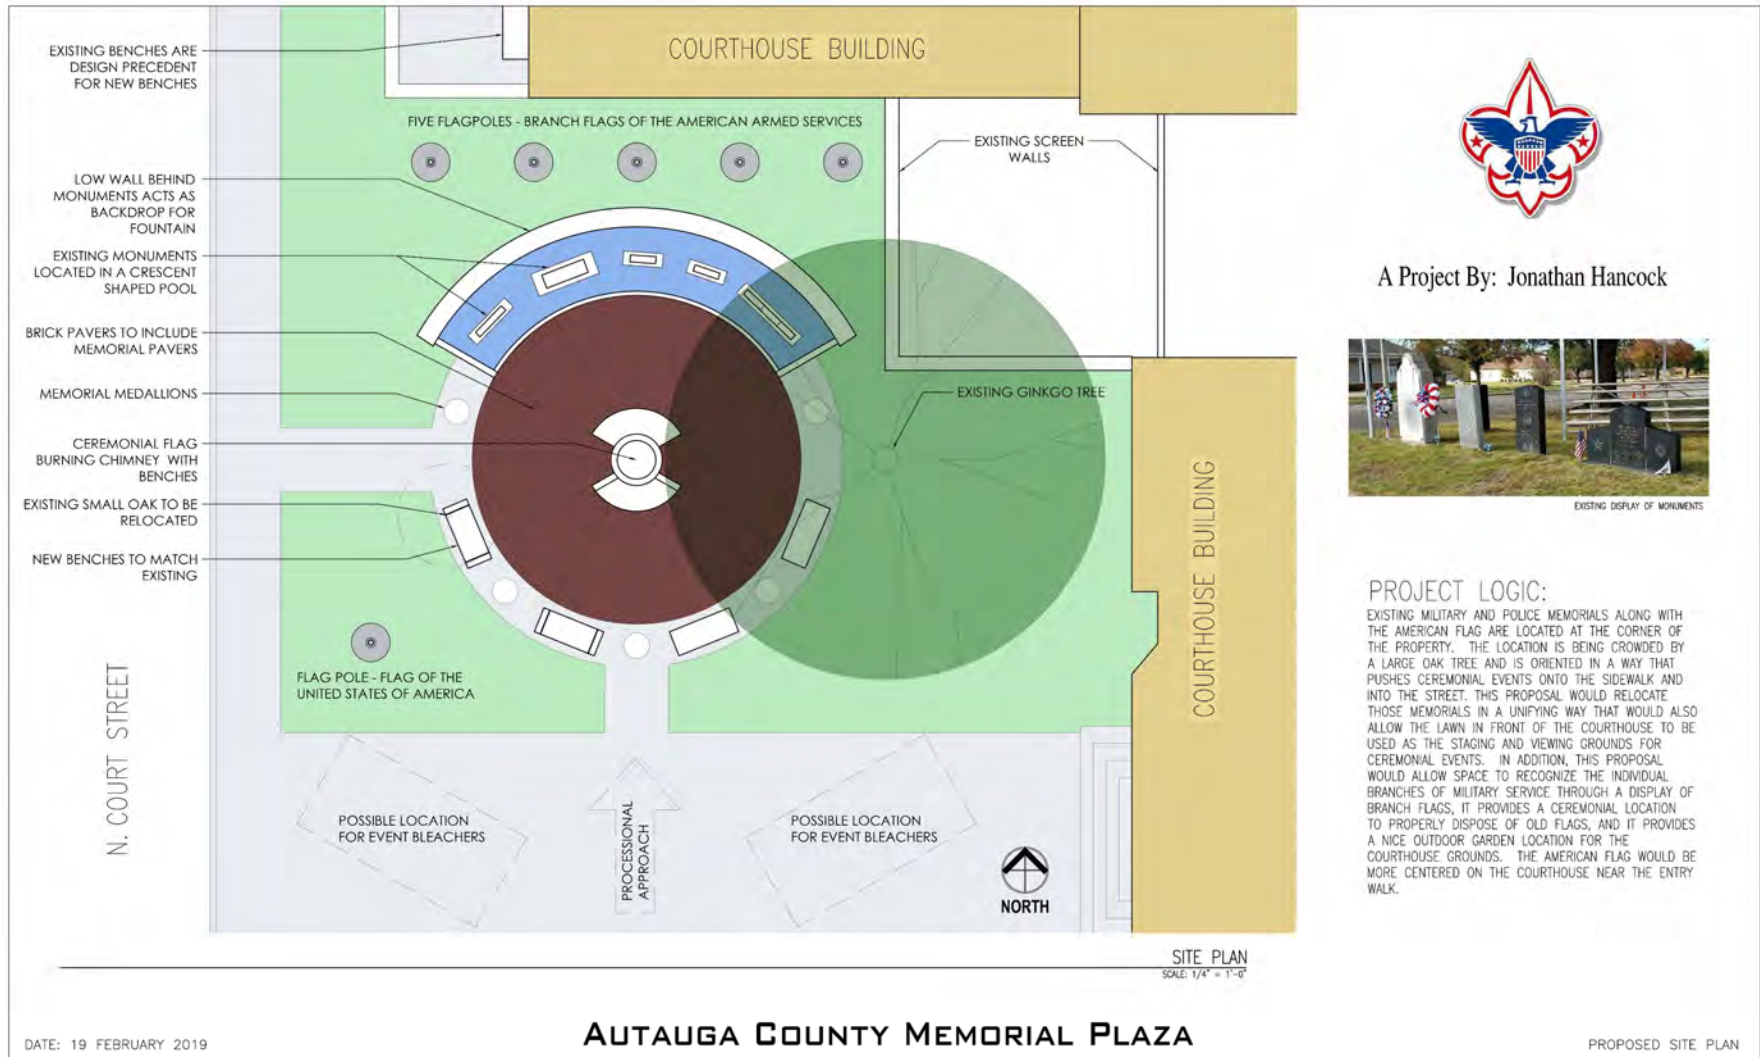 EXISTING BENCHES ARE
DESIGN PRECEDENT
FOR NEW BENCHES
LOW WALL BEHIND
MONUMENTS ACTS AS
BACKDROP FOR
FOUNTAIN
EXISTING MONUMENTS
LOCATED IN A CRESCENT
SHAPED POOL
BRICK PAVERS TO INCLUDE
MEMORIAL PAVERS
MEMORIAL MEDALLIONS
CEREMONIAL FLAG
BURNING CHIMNEY WITH
BENCHES
EXISTING SMALL OAK TO BE
RELOCATED
NEW BENCHES TO MATCH
EXISTING
N. COURT STREET
COURTHOUSE BUILDING
FIVE FLAGPOLES - BRANCH FLAGS OF THE AMERICAN ARMED SERVICES
EXISTING SCREEN
WALLS
EXISTING GINKGO TREE
COURTHOUSE BUILDING
FLAG POLE - FLAG OF THE
UNITED STATES OF AMERICA
POSSIBLE LOCATION
FOR EVENT BLEACHERS
PROCESSIONAL
APPROACH
POSSIBLE LOCATION
FOR EVENT BLEACHERS
NORTH
SITE PLAN
SCALE: 1/4" = 1'-0"
A Project By: Jonathan Hancock
EXISTING DISPLAY OF MONUMENTS
PROJECT LOGIC:
EXISTING MILITARY AND POLICE MEMORIALS ALONG WITH
THE AMERICAN FLAG ARE LOCATED AT THE CORNER OF
THE PROPERTY. THE LOCATION IS BEING CROWDED BY
A LARGE OAK TREE AND IS ORIENTED IN A WAY THAT
PUSHES CEREMONIAL EVENTS ONTO THE SIDEWALK AND
INTO THE STREET. THIS PROPOSAL WOULD RELOCATE
THOSE MEMORIALS IN A UNIFYING WAY THAT WOULD ALSO
ALLOW THE LAWN IN FRONT OF THE COURTHOUSE TO BE
USED AS THE STAGING AND VIEWING GROUNDS FOR
CEREMONIAL EVENTS. IN ADDITION, THIS PROPOSAL
WOULD ALLOW SPACE TO RECOGNIZE THE INDIVIDUAL
BRANCHES OF MILITARY SERVICE THROUGH A DISPLAY OF
BRANCH FLAGS, IT PROVIDES A CEREMONIAL LOCATION
TO PROPERLY DISPOSE OF OLD FLAGS, AND IT PROVIDES
A NICE OUTDOOR GARDEN LOCATION FOR THE
COURTHOUSE GROUNDS. THE AMERICAN FLAG WOULD BE
MORE CENTERED ON THE COURTHOUSE NEAR THE ENTRY
WALK.
DATE: 19 FEBRUARY 2019
AUTAUGA COUNTY MEMORIAL PLAZA
PROPOSED SITE PLAN